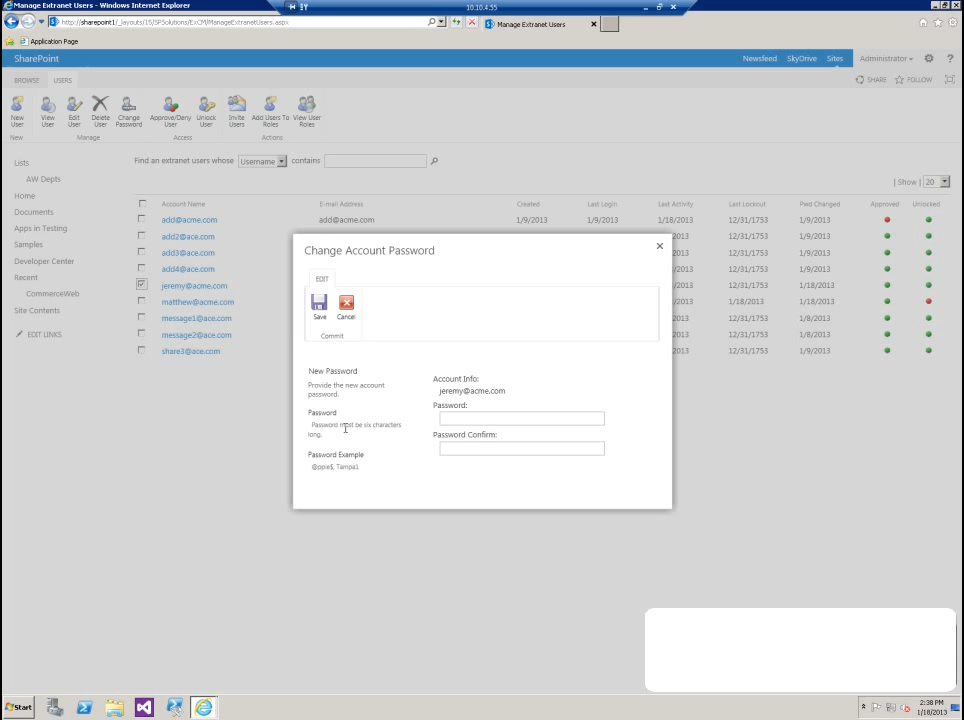 Manage Extranet Users - Windows Internet Explorer
10.10.4.55
http://sharepoint1/_layouts/15/SPSolutions/ExCM/ManageExtranetUsers.aspx
Manage Extranet Users
Application Page
SharePoint
Newsfeed SkyDrive Sites Administrator ?
BROWSE USERS
SHARE FOLLOW
New User
View User
Edit User
Delete User
Change Password
Approve/Deny User
Unlock User
Invite Users
Add Users To Roles
View User Roles
New Manage Access Actions
Find an extranet users whose Username contains
| Show | 20
Lists
AW Depts
Home
Documents
Apps in Testing
Samples
Developer Center
Recent
CommerceWeb
Site Contents
EDIT LINKS
Account Name E-mail Address Created Last Login Last Activity Last Lockout Pwd Changed Approved Unlocked
add@acme.com add@acme.com 1/9/2013 1/9/2013 1/18/2013 12/31/1753 1/9/2013
add2@ace.com /2013 12/31/1753 1/9/2013
add3@ace.com /2013 12/31/1753 1/9/2013
add4@ace.com /2013 12/31/1753 1/9/2013
jeremy@acme.com /2013 12/31/1753 1/18/2013
matthew@acme.com /2013 1/18/2013 1/18/2013
message1@ace.com 2013 12/31/1753 1/8/2013
message2@ace.com 2013 12/31/1753 1/8/2013
share3@ace.com 2013 12/31/1753 1/9/2013
Change Account Password
EDIT
Save Cancel
Commit
New Password
Provide the new account
password.
Password
Password must be six characters
long.
Password Example
@pple$, Tampa1
Account Info:
jeremy@acme.com
Password:
Password Confirm:
Start
2:38 PM
1/18/2013